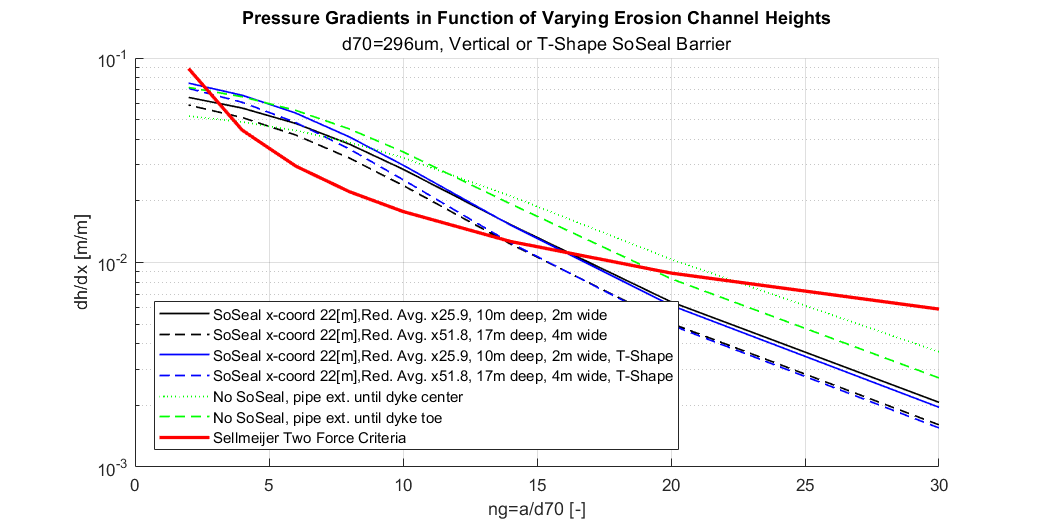 Pressure Gradients in Function of Varying Erosion Channel Heights
d70=296um, Vertical or T-Shape SoSeal Barrier
10-1
10-2
10-3
dh/dx [m/m]
SoSeal x-coord 22[m],Red. Avg. x25.9, 10m deep, 2m wide
SoSeal x-coord 22[m],Red. Avg. x51.8, 17m deep, 4m wide
SoSeal x-coord 22[m],Red. Avg. x25.9, 10m deep, 2m wide, T-Shape
SoSeal x-coord 22[m],Red. Avg. x51.8, 17m deep, 4m wide, T-Shape
No SoSeal, pipe ext. until dyke center
No SoSeal, pipe ext. until dyke toe
Sellmeijer Two Force Criteria
0 5 10 15 20 25 30
ng=a/d70 [-]